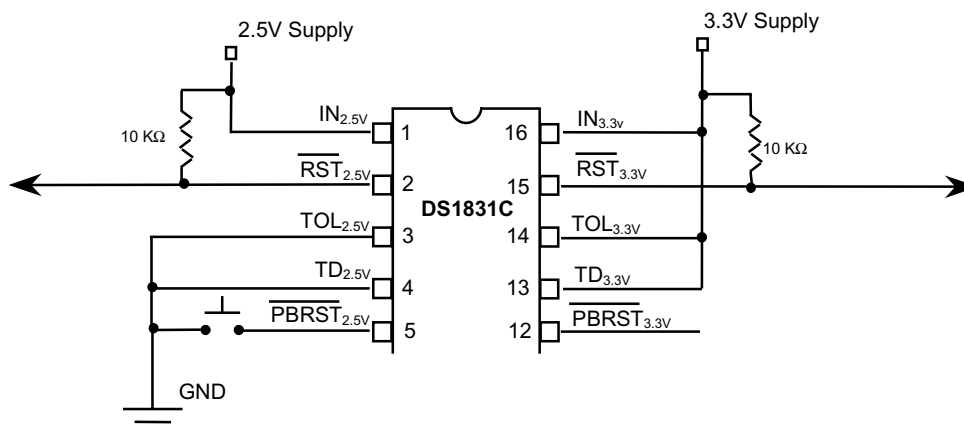 2.5V Supply
3.3V Supply
IN2.5V
1
16
IN3.3v
10 KΩ
10 KΩ
RST2.5V
2
15
RST3.3V
DS1831C
TOL2.5V
3
14
TOL3.3V
TD2.5V
4
13
TD3.3V
PBRST2.5V
5
12
PBRST3.3V
GND